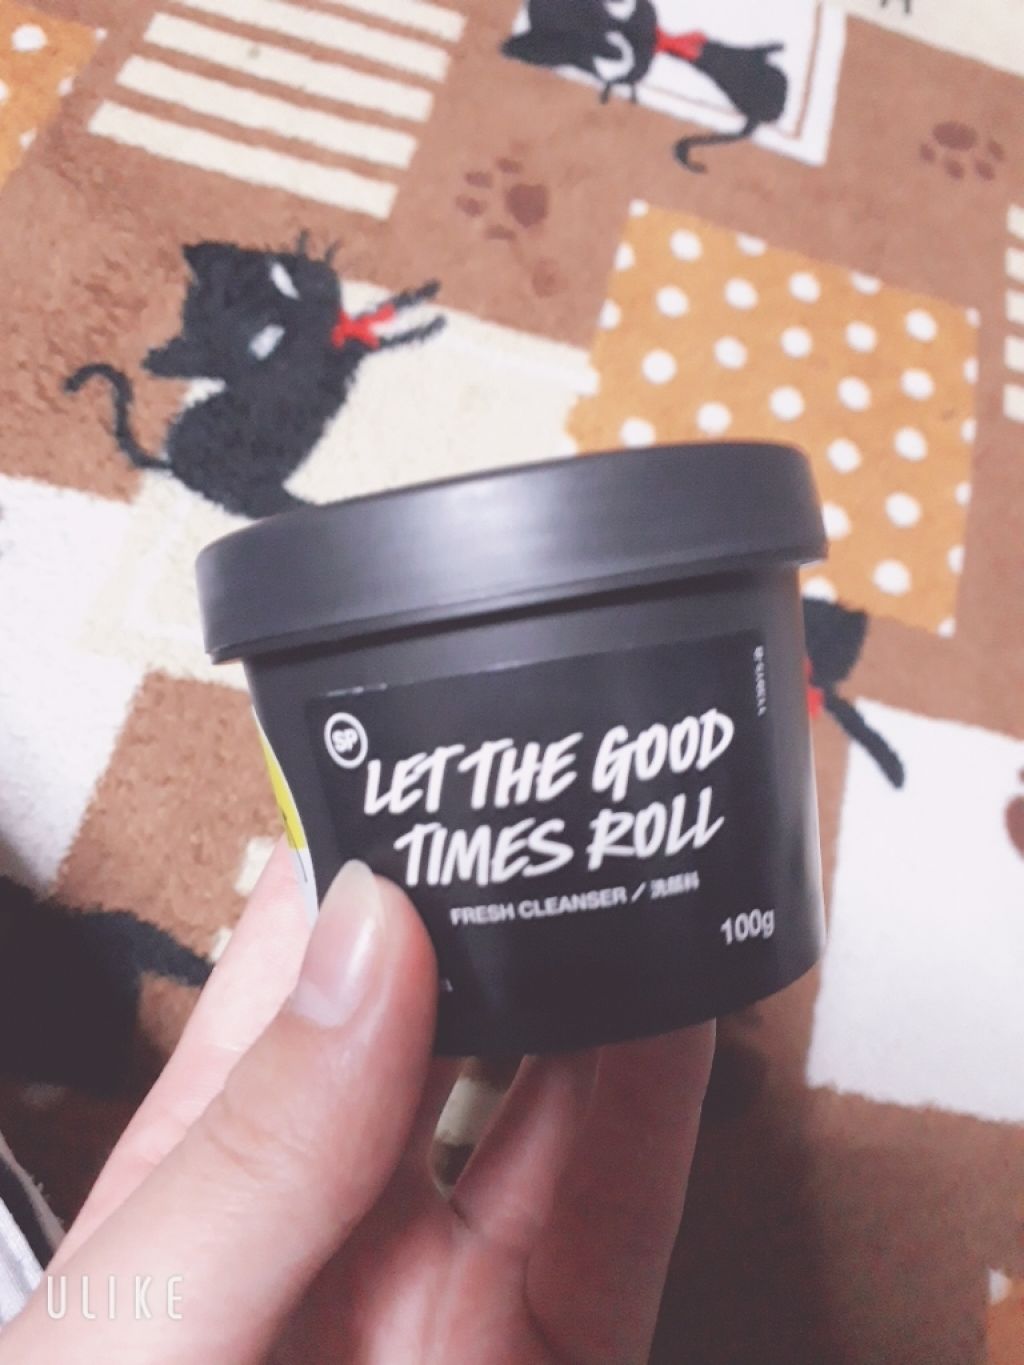 SP
LET THE GOOD
TIMES ROLL
FRESH CLEANSER / 洗顔料
100g
ULIKE